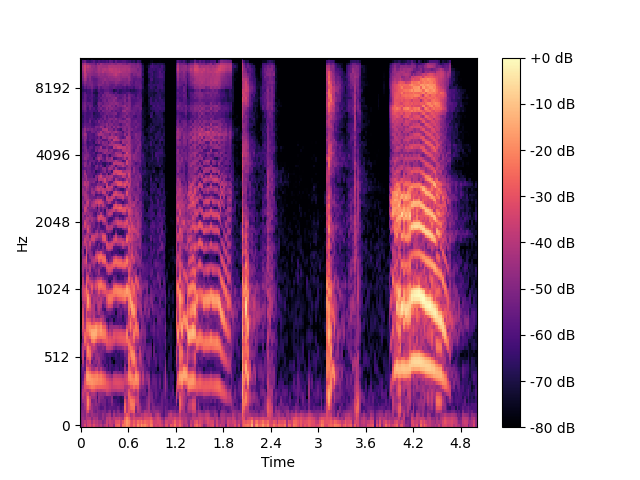 8192
4096
2048
1024
512
0
Hz
0 0.6 1.2 1.8 2.4 3 3.6 4.2 4.8
Time
+0 dB
-10 dB
-20 dB
-30 dB
-40 dB
-50 dB
-60 dB
-70 dB
-80 dB